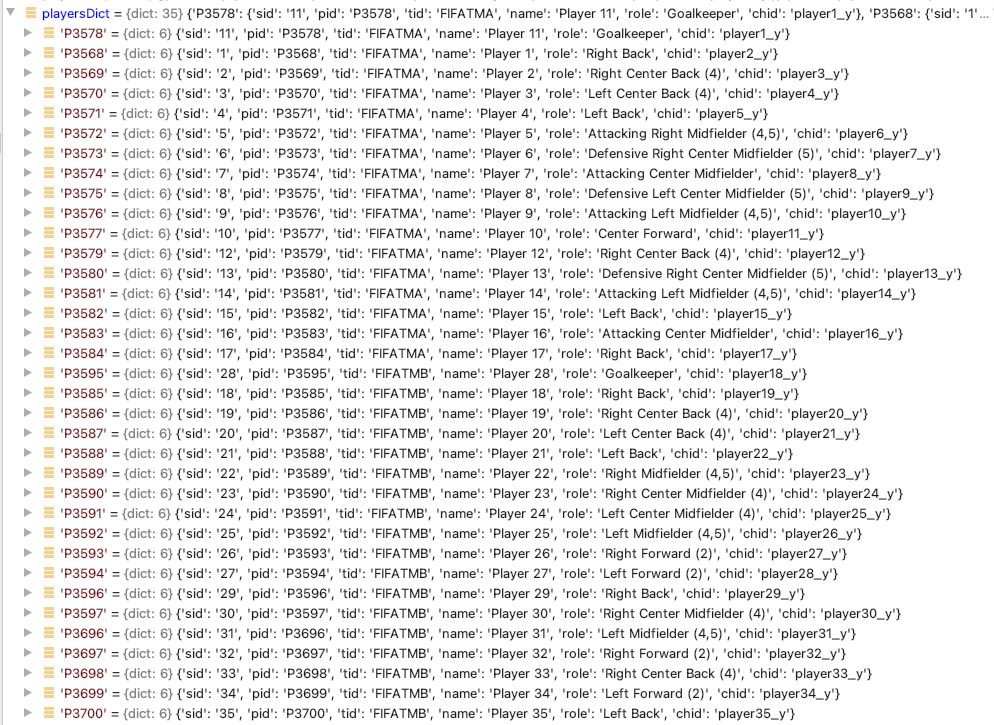 playersDict = {dict: 35} {'P3578': {'sid': '11', 'pid': 'P3578', 'tid': 'FIFATMA', 'name': 'Player 11', 'role': 'Goalkeeper', 'chid': 'player1_y'}, 'P3568': {'sid': '1'...
'P3578' = {dict: 6} {'sid': '11', 'pid': 'P3578', 'tid': 'FIFATMA', 'name': 'Player 11', 'role': 'Goalkeeper', 'chid': 'player1_y'}
'P3568' = {dict: 6} {'sid': '1', 'pid': 'P3568', 'tid': 'FIFATMA', 'name': 'Player 1', 'role': 'Right Back', 'chid': 'player2_y'}
'P3569' = {dict: 6} {'sid': '2', 'pid': 'P3569', 'tid': 'FIFATMA', 'name': 'Player 2', 'role': 'Right Center Back (4)', 'chid': 'player3_y'}
'P3570' = {dict: 6} {'sid': '3', 'pid': 'P3570', 'tid': 'FIFATMA', 'name': 'Player 3', 'role': 'Left Center Back (4)', 'chid': 'player4_y'}
'P3571' = {dict: 6} {'sid': '4', 'pid': 'P3571', 'tid': 'FIFATMA', 'name': 'Player 4', 'role': 'Left Back', 'chid': 'player5_y'}
'P3572' = {dict: 6} {'sid': '5', 'pid': 'P3572', 'tid': 'FIFATMA', 'name': 'Player 5', 'role': 'Attacking Right Midfielder (4,5)', 'chid': 'player6_y'}
'P3573' = {dict: 6} {'sid': '6', 'pid': 'P3573', 'tid': 'FIFATMA', 'name': 'Player 6', 'role': 'Defensive Right Center Midfielder (5)', 'chid': 'player7_y'}
'P3574' = {dict: 6} {'sid': '7', 'pid': 'P3574', 'tid': 'FIFATMA', 'name': 'Player 7', 'role': 'Attacking Center Midfielder', 'chid': 'player8_y'}
'P3575' = {dict: 6} {'sid': '8', 'pid': 'P3575', 'tid': 'FIFATMA', 'name': 'Player 8', 'role': 'Defensive Left Center Midfielder (5)', 'chid': 'player9_y'}
'P3576' = {dict: 6} {'sid': '9', 'pid': 'P3576', 'tid': 'FIFATMA', 'name': 'Player 9', 'role': 'Attacking Left Midfielder (4,5)', 'chid': 'player10_y'}
'P3577' = {dict: 6} {'sid': '10', 'pid': 'P3577', 'tid': 'FIFATMA', 'name': 'Player 10', 'role': 'Center Forward', 'chid': 'player11_y'}
'P3579' = {dict: 6} {'sid': '12', 'pid': 'P3579', 'tid': 'FIFATMA', 'name': 'Player 12', 'role': 'Right Center Back (4)', 'chid': 'player12_y'}
'P3580' = {dict: 6} {'sid': '13', 'pid': 'P3580', 'tid': 'FIFATMA', 'name': 'Player 13', 'role': 'Defensive Right Center Midfielder (5)', 'chid': 'player13_y'}
'P3581' = {dict: 6} {'sid': '14', 'pid': 'P3581', 'tid': 'FIFATMA', 'name': 'Player 14', 'role': 'Attacking Left Midfielder (4,5)', 'chid': 'player14_y'}
'P3582' = {dict: 6} {'sid': '15', 'pid': 'P3582', 'tid': 'FIFATMA', 'name': 'Player 15', 'role': 'Left Back', 'chid': 'player15_y'}
'P3583' = {dict: 6} {'sid': '16', 'pid': 'P3583', 'tid': 'FIFATMA', 'name': 'Player 16', 'role': 'Attacking Center Midfielder', 'chid': 'player16_y'}
'P3584' = {dict: 6} {'sid': '17', 'pid': 'P3584', 'tid': 'FIFATMA', 'name': 'Player 17', 'role': 'Right Back', 'chid': 'player17_y'}
'P3595' = {dict: 6} {'sid': '28', 'pid': 'P3595', 'tid': 'FIFATMB', 'name': 'Player 28', 'role': 'Goalkeeper', 'chid': 'player18_y'}
'P3585' = {dict: 6} {'sid': '18', 'pid': 'P3585', 'tid': 'FIFATMB', 'name': 'Player 18', 'role': 'Right Back', 'chid': 'player19_y'}
'P3586' = {dict: 6} {'sid': '19', 'pid': 'P3586', 'tid': 'FIFATMB', 'name': 'Player 19', 'role': 'Right Center Back (4)', 'chid': 'player20_y'}
'P3587' = {dict: 6} {'sid': '20', 'pid': 'P3587', 'tid': 'FIFATMB', 'name': 'Player 20', 'role': 'Left Center Back (4)', 'chid': 'player21_y'}
'P3588' = {dict: 6} {'sid': '21', 'pid': 'P3588', 'tid': 'FIFATMB', 'name': 'Player 21', 'role': 'Left Back', 'chid': 'player22_y'}
'P3589' = {dict: 6} {'sid': '22', 'pid': 'P3589', 'tid': 'FIFATMB', 'name': 'Player 22', 'role': 'Right Midfielder (4,5)', 'chid': 'player23_y'}
'P3590' = {dict: 6} {'sid': '23', 'pid': 'P3590', 'tid': 'FIFATMB', 'name': 'Player 23', 'role': 'Right Center Midfielder (4)', 'chid': 'player24_y'}
'P3591' = {dict: 6} {'sid': '24', 'pid': 'P3591', 'tid': 'FIFATMB', 'name': 'Player 24', 'role': 'Left Center Midfielder (4)', 'chid': 'player25_y'}
'P3592' = {dict: 6} {'sid': '25', 'pid': 'P3592', 'tid': 'FIFATMB', 'name': 'Player 25', 'role': 'Left Midfielder (4,5)', 'chid': 'player26_y'}
'P3593' = {dict: 6} {'sid': '26', 'pid': 'P3593', 'tid': 'FIFATMB', 'name': 'Player 26', 'role': 'Right Forward (2)', 'chid': 'player27_y'}
'P3594' = {dict: 6} {'sid': '27', 'pid': 'P3594', 'tid': 'FIFATMB', 'name': 'Player 27', 'role': 'Left Forward (2)', 'chid': 'player28_y'}
'P3596' = {dict: 6} {'sid': '29', 'pid': 'P3596', 'tid': 'FIFATMB', 'name': 'Player 29', 'role': 'Right Back', 'chid': 'player29_y'}
'P3597' = {dict: 6} {'sid': '30', 'pid': 'P3597', 'tid': 'FIFATMB', 'name': 'Player 30', 'role': 'Right Center Midfielder (4)', 'chid': 'player30_y'}
'P3696' = {dict: 6} {'sid': '31', 'pid': 'P3696', 'tid': 'FIFATMB', 'name': 'Player 31', 'role': 'Left Midfielder (4,5)', 'chid': 'player31_y'}
'P3697' = {dict: 6} {'sid': '32', 'pid': 'P3697', 'tid': 'FIFATMB', 'name': 'Player 32', 'role': 'Right Forward (2)', 'chid': 'player32_y'}
'P3698' = {dict: 6} {'sid': '33', 'pid': 'P3698', 'tid': 'FIFATMB', 'name': 'Player 33', 'role': 'Right Center Back (4)', 'chid': 'player33_y'}
'P3699' = {dict: 6} {'sid': '34', 'pid': 'P3699', 'tid': 'FIFATMB', 'name': 'Player 34', 'role': 'Left Forward (2)', 'chid': 'player34_y'}
'P3700' = {dict: 6} {'sid': '35', 'pid': 'P3700', 'tid': 'FIFATMB', 'name': 'Player 35', 'role': 'Left Back', 'chid': 'player35_y'}